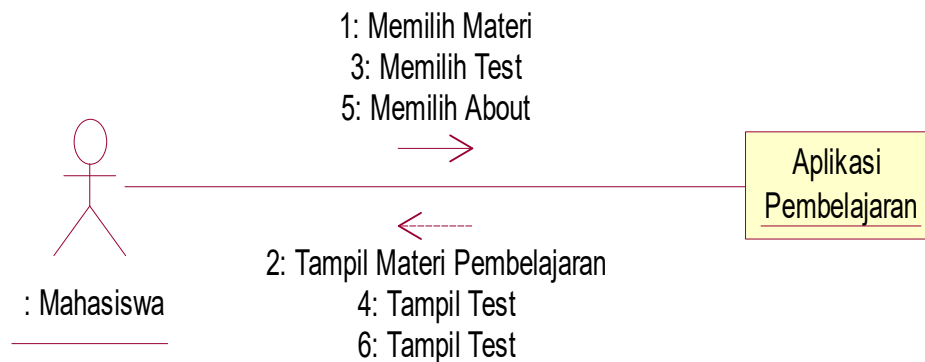 1: Memilih Materi
3: Memilih Test
5: Memilih About
Aplikasi
Pembelajaran
: Mahasiswa
2: Tampil Materi Pembelajaran
4: Tampil Test
6: Tampil Test